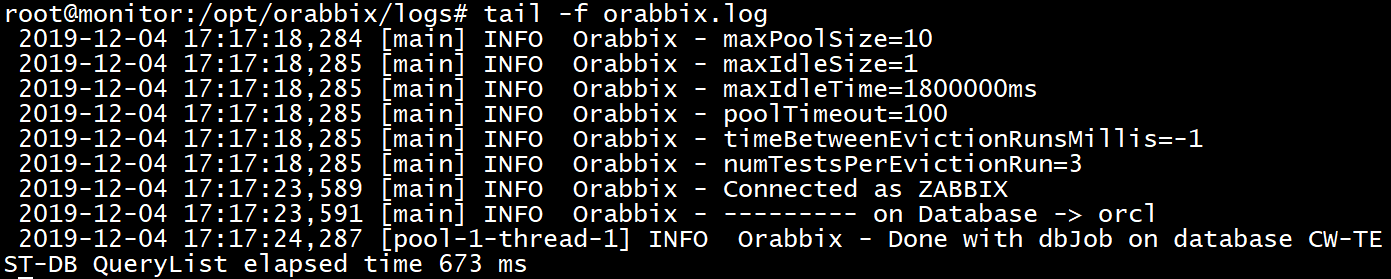 root@monitor:/opt/orabbix/logs# tail -f orabbix.log
2019-12-04 17:17:18,284 [main] INFO  Orabbix - maxPoolSize=10
2019-12-04 17:17:18,285 [main] INFO  Orabbix - maxIdleSize=1
2019-12-04 17:17:18,285 [main] INFO  Orabbix - maxIdleTime=1800000ms
2019-12-04 17:17:18,285 [main] INFO  Orabbix - poolTimeout=100
2019-12-04 17:17:18,285 [main] INFO  Orabbix - timeBetweenEvictionRunsMillis=-1
2019-12-04 17:17:18,285 [main] INFO  Orabbix - numTestsPerEvictionRun=3
2019-12-04 17:17:23,589 [main] INFO  Orabbix - Connected as ZABBIX
2019-12-04 17:17:23,591 [main] INFO  Orabbix - --------- on Database -> orcl
2019-12-04 17:17:24,287 [pool-1-thread-1] INFO  Orabbix - Done with dbJob on database CW-TE
ST-DB QueryList elapsed time 673 ms